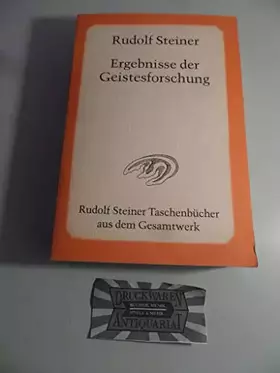 Rudolf Steiner
Ergebnisse der
Geistesforschung
Rudolf Steiner Taschenbücher
aus dem Gesamtwerk
DRUCKWAREN
ANTIQUARIAT